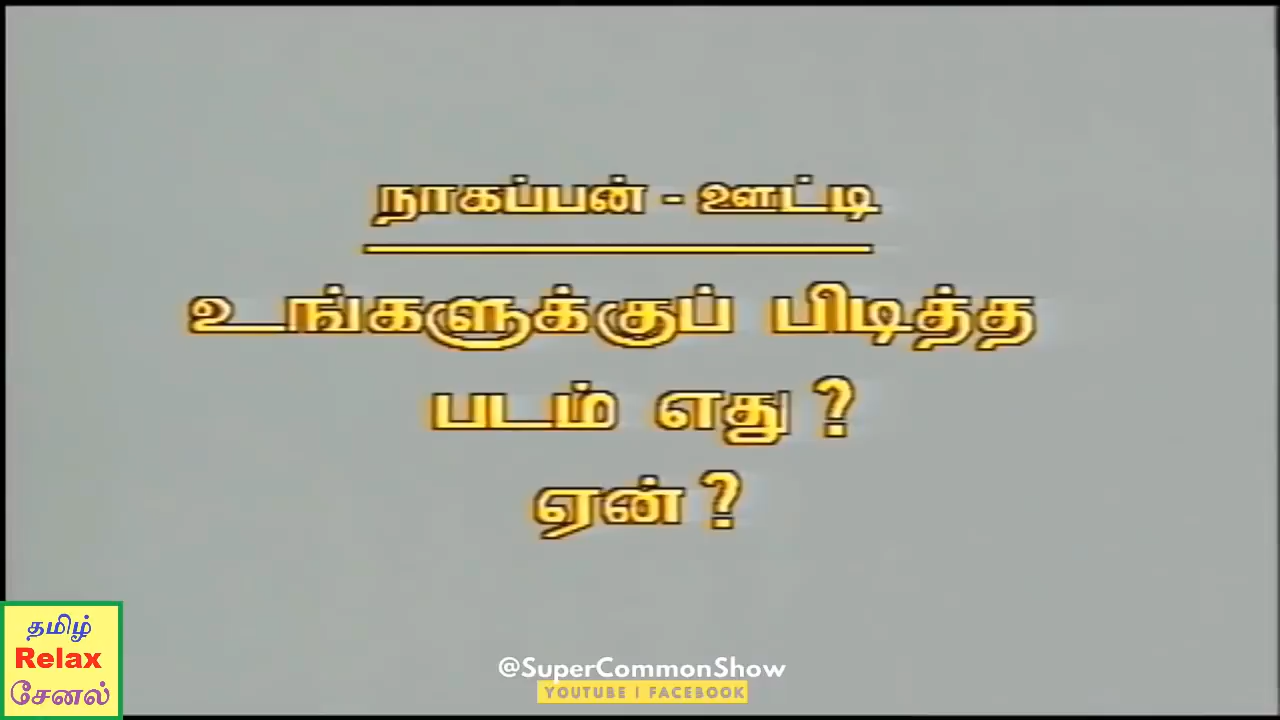 நாகப்பன் - ஊட்டி
உங்களுக்குப் பிடித்த
படம் எது ?
ஏன் ?
தமிழ்
Relax
சேனல்
@SuperCommonShow
YOUTUBE | FACEBOOK